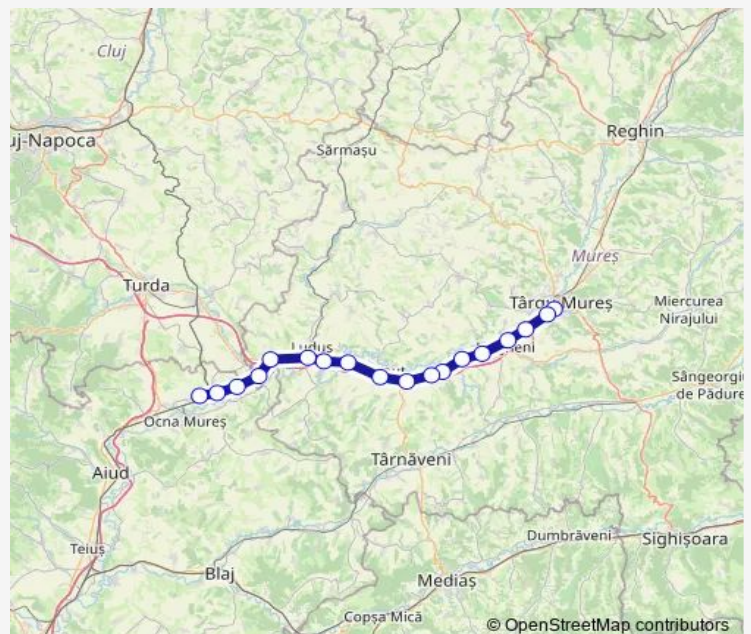 Cluj
uj-Napoca
Reghin
Sărmașu
Mureș
Turda
Târgu Mureș
Miercurea
Nirajului
Luduș
Sângeorgiu
de Pădure
Ocna Mureș
Târnăveni
Aiud
Dumbrăveni
Sighișoara
Teiuș
Blaj
Mediaș
Copșa Mică
© OpenStreetMap contributors